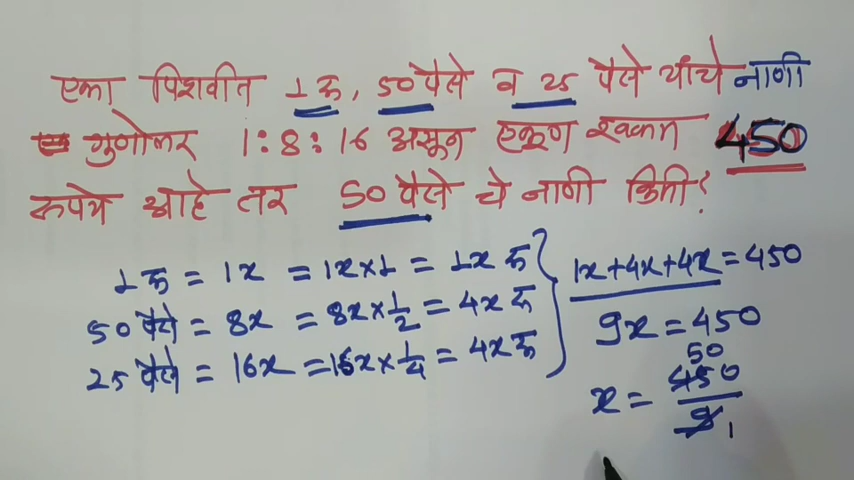 एका पिशवीत 1 रू, 50 पैसे व 25 पैसे यांचे नाणी
गुणोत्तर 1:8:16 असून एकूण रक्कम 450
रुपये आहे तर 50 पैसे चे नाणी किती?
1 रू = 1x = 1x×1 = 1x रू
50 पैसे = 8x = 8x×1/2 = 4x रू
25 पैसे = 16x = 16x×1/4 = 4x रू
1x+4x+4x = 450
9x = 450
50
x = 450/9 1